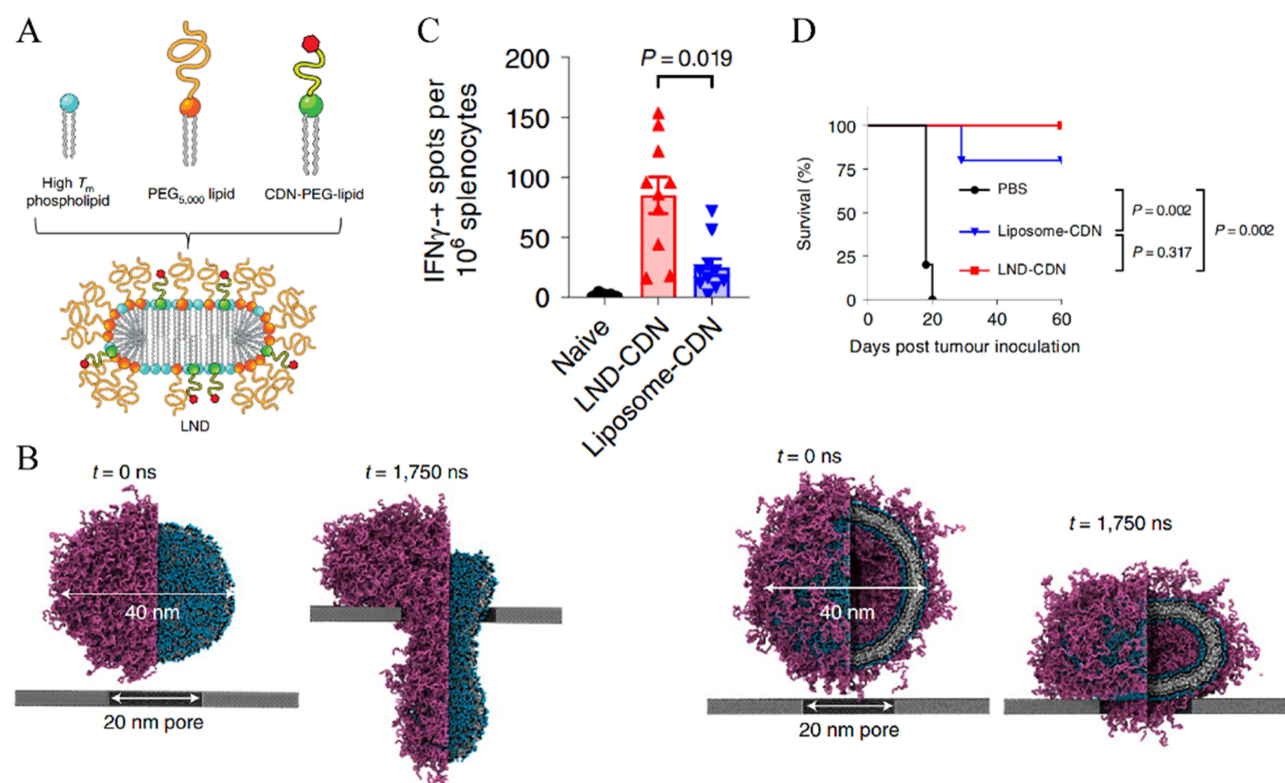 A
High Tm
phospholipid
PEG5,000 lipid
CDN-PEG-lipid
LND
C
IFNγ-+ spots per
10^6 splenocytes
200
150
100
50
0
P = 0.019
Naive
LND-CDN
Liposome-CDN
D
Survival (%)
100
75
50
25
0
PBS
Liposome-CDN
LND-CDN
P = 0.002
P = 0.317
P = 0.002
0 20 40 60
Days post tumour inoculation
B
t = 0 ns
40 nm
20 nm pore
t = 1,750 ns
t = 0 ns
40 nm
20 nm pore
t = 1,750 ns